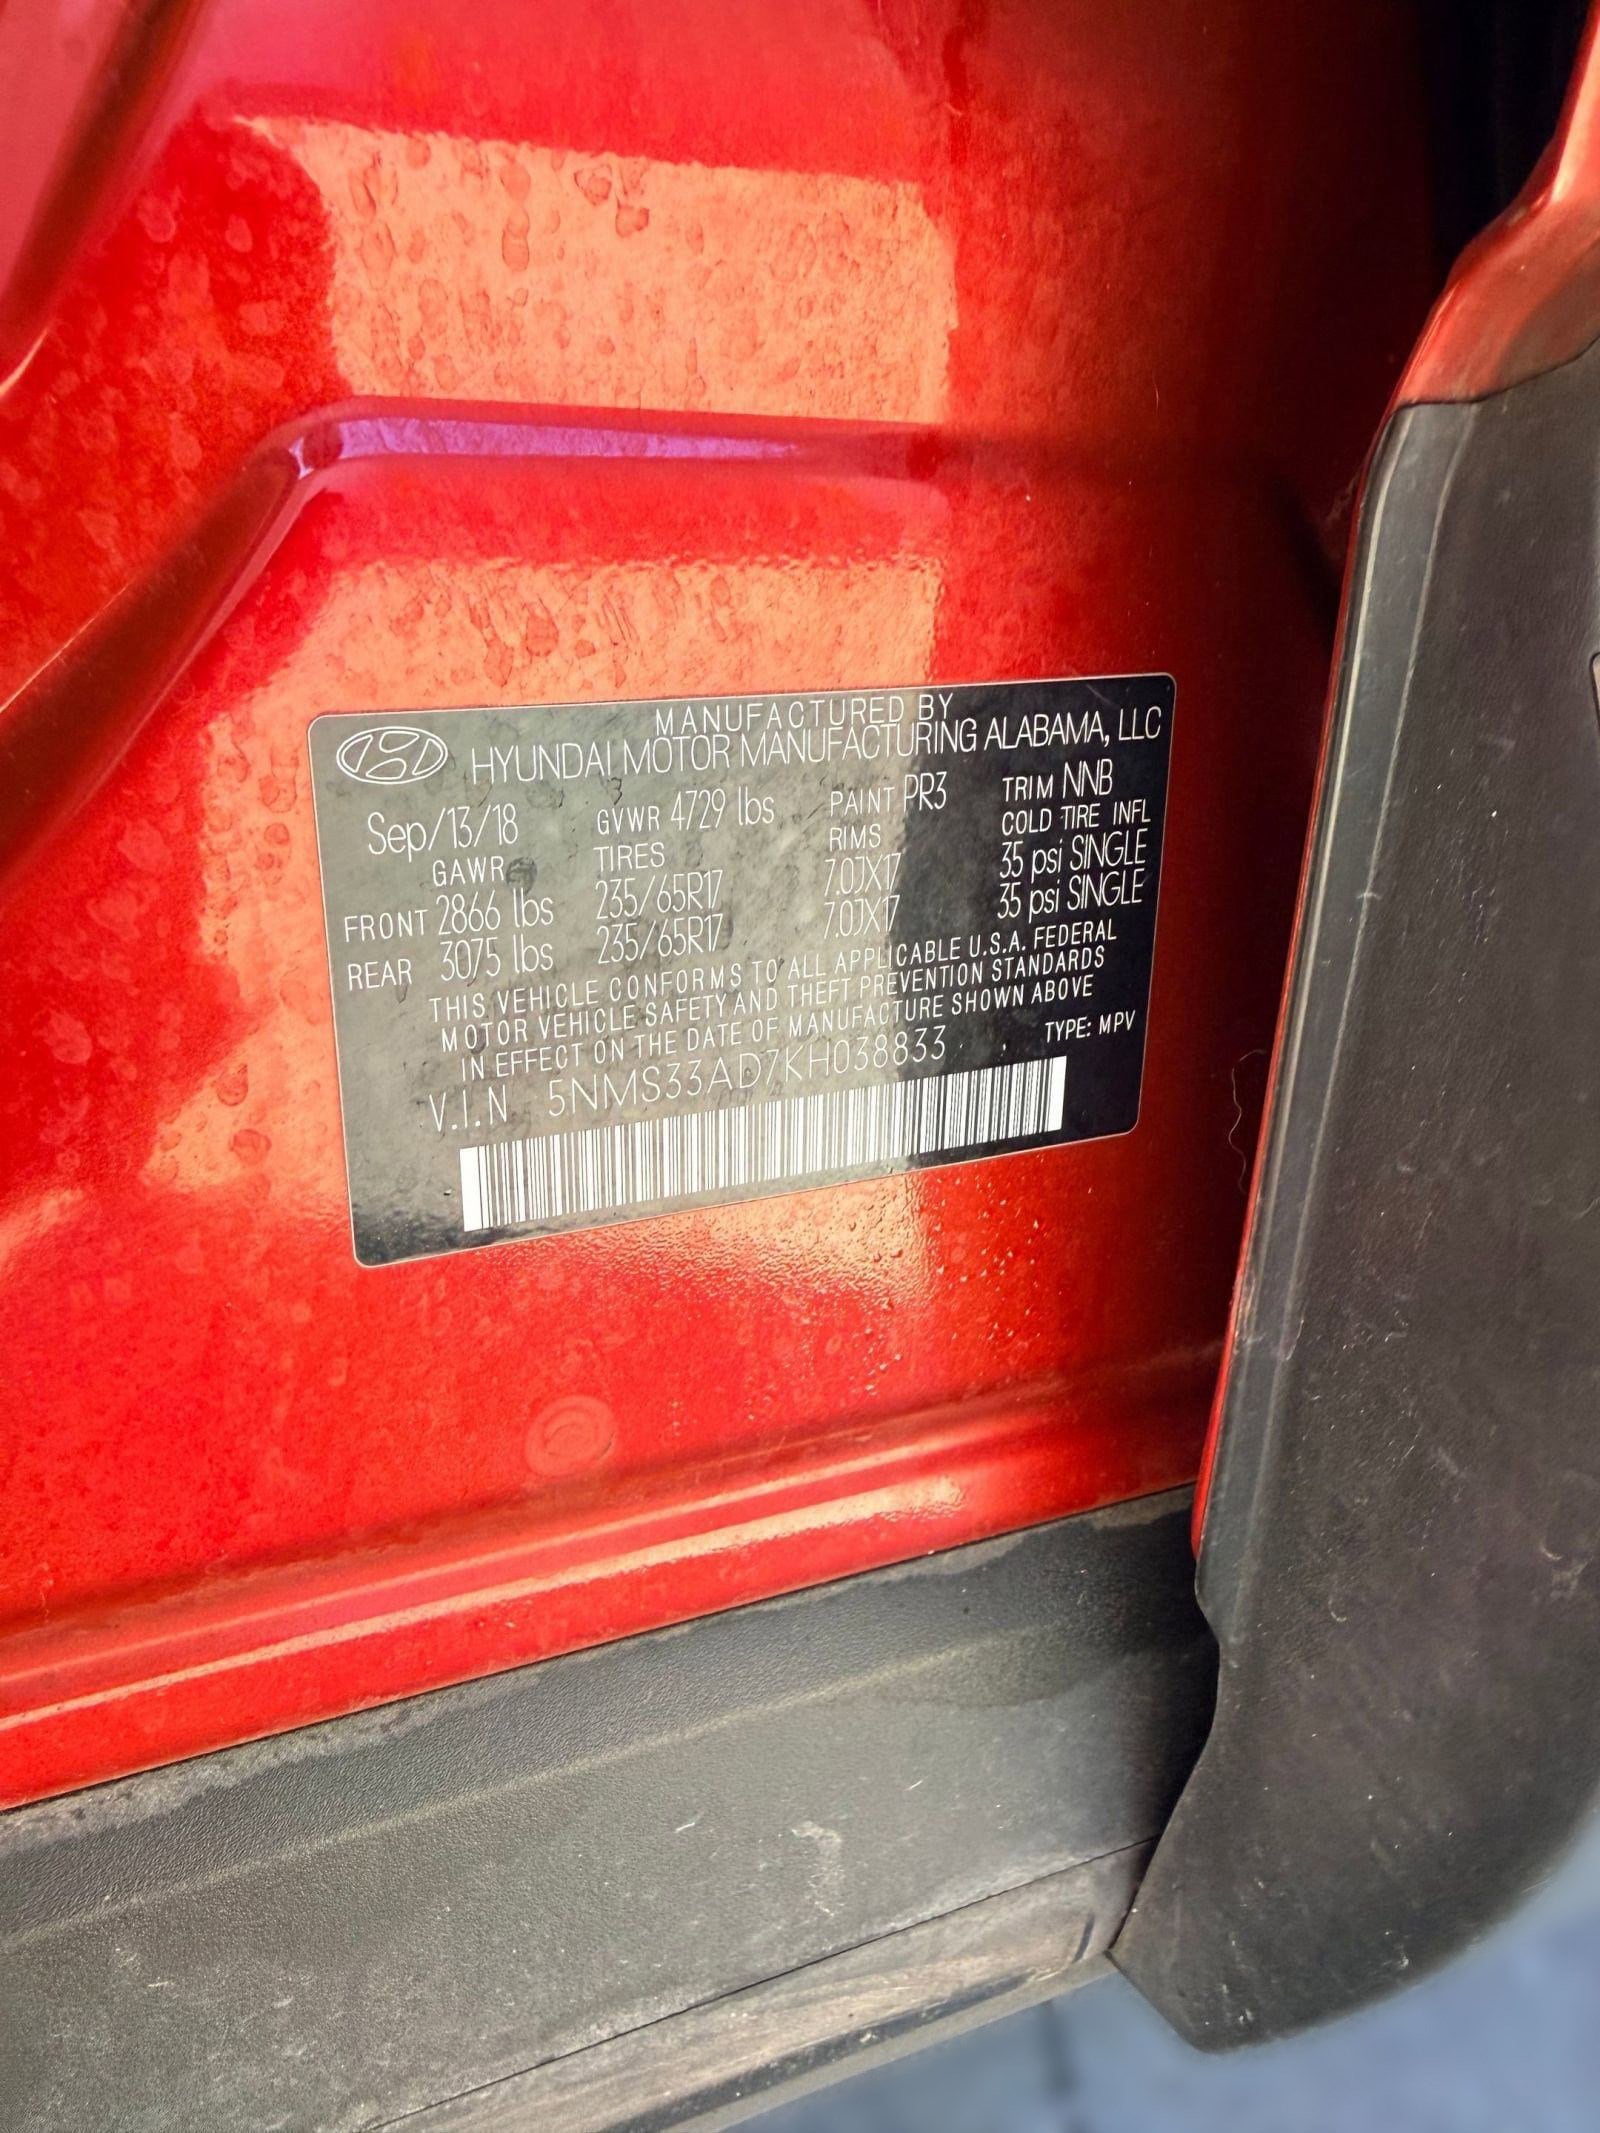 MANUFACTURED BY
HYUNDAI MOTOR MANUFACTURING ALABAMA, LLC
Sep/13/18 GVWR 4729 lbs PAINT PR3 TRIM NNB
GAWR TIRES RIMS COLD TIRE INFL
FRONT 2866 lbs 235/65R17 7.0JX17 35 psi SINGLE
REAR 3075 lbs 235/65R17 7.0JX17 35 psi SINGLE
THIS VEHICLE CONFORMS TO ALL APPLICABLE U.S.A. FEDERAL
MOTOR VEHICLE SAFETY AND THEFT PREVENTION STANDARDS
IN EFFECT ON THE DATE OF MANUFACTURE SHOWN ABOVE
V.I.N 5NMS33AD7KH038833 TYPE: MPV